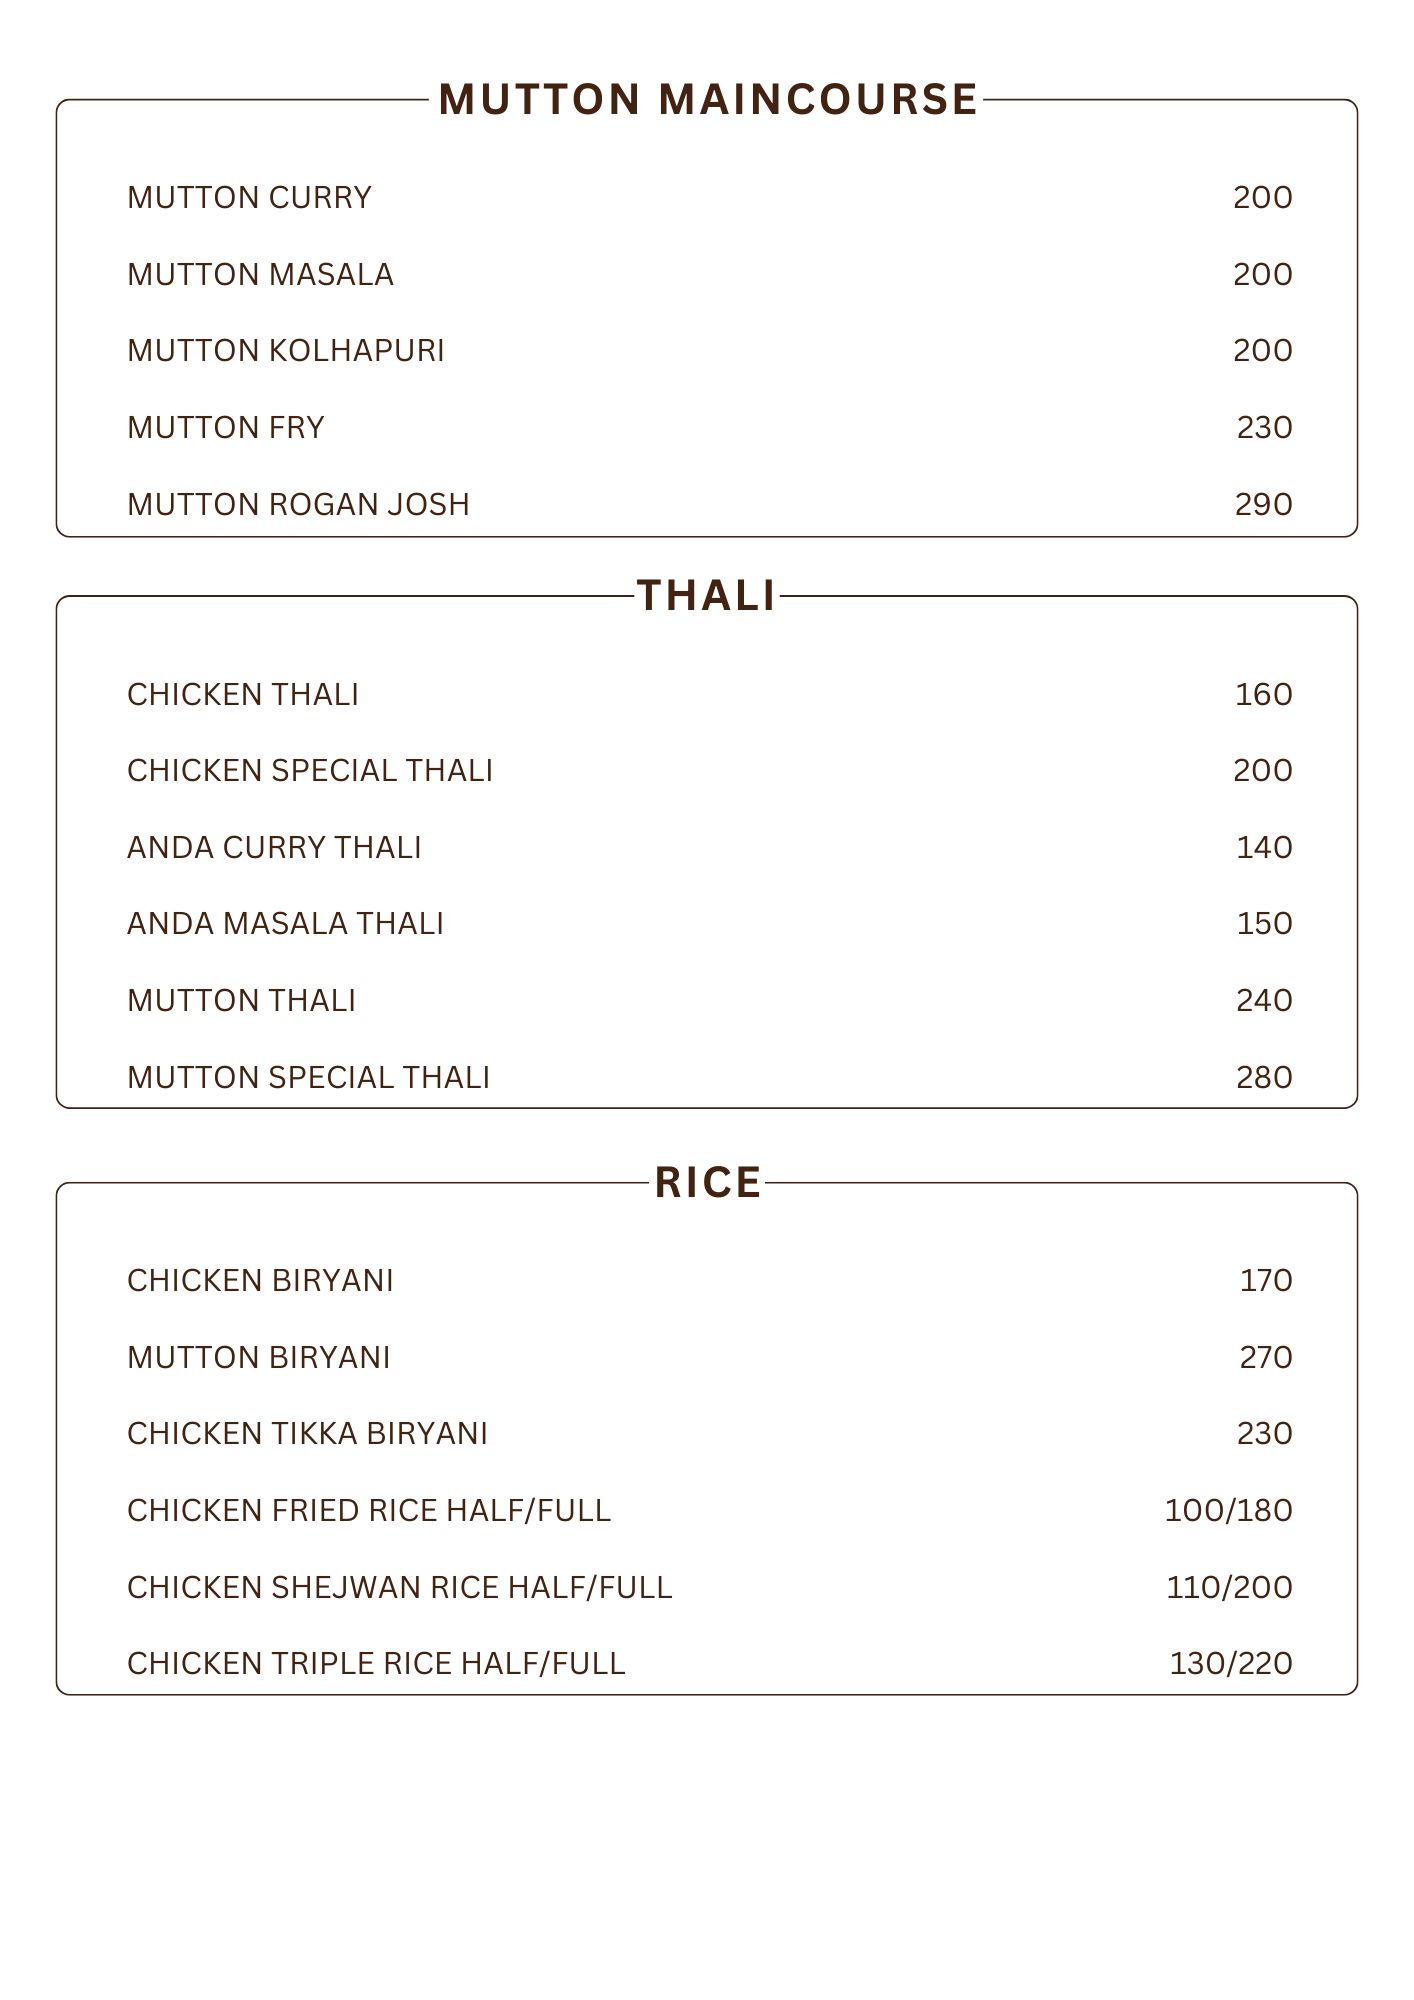 MUTTON MAINCOURSE
MUTTON CURRY 200
MUTTON MASALA 200
MUTTON KOLHAPURI 200
MUTTON FRY 230
MUTTON ROGAN JOSH 290
THALI
CHICKEN THALI 160
CHICKEN SPECIAL THALI 200
ANDA CURRY THALI 140
ANDA MASALA THALI 150
MUTTON THALI 240
MUTTON SPECIAL THALI 280
RICE
CHICKEN BIRYANI 170
MUTTON BIRYANI 270
CHICKEN TIKKA BIRYANI 230
CHICKEN FRIED RICE HALF/FULL 100/180
CHICKEN SHEJWAN RICE HALF/FULL 110/200
CHICKEN TRIPLE RICE HALF/FULL 130/220